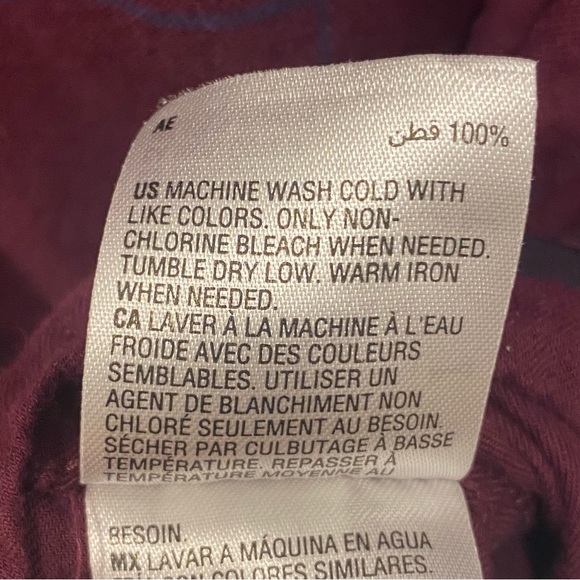 AE
100% قطن
US MACHINE WASH COLD WITH
LIKE COLORS. ONLY NON-
CHLORINE BLEACH WHEN NEEDED.
TUMBLE DRY LOW. WARM IRON
WHEN NEEDED.
CA LAVER À LA MACHINE À L'EAU
FROIDE AVEC DES COULEURS
SEMBLABLES. UTILISER UN
AGENT DE BLANCHIMENT NON
CHLORÉ SEULEMENT AU BESOIN.
SÉCHER PAR CULBUTAGE À BASSE
TEMPÉRATURE. REPASSER À
TEMPÉRATURE MOYENNE AU
BESOIN.
MX LAVAR A MÁQUINA EN AGUA
COLORES SIMILARES.